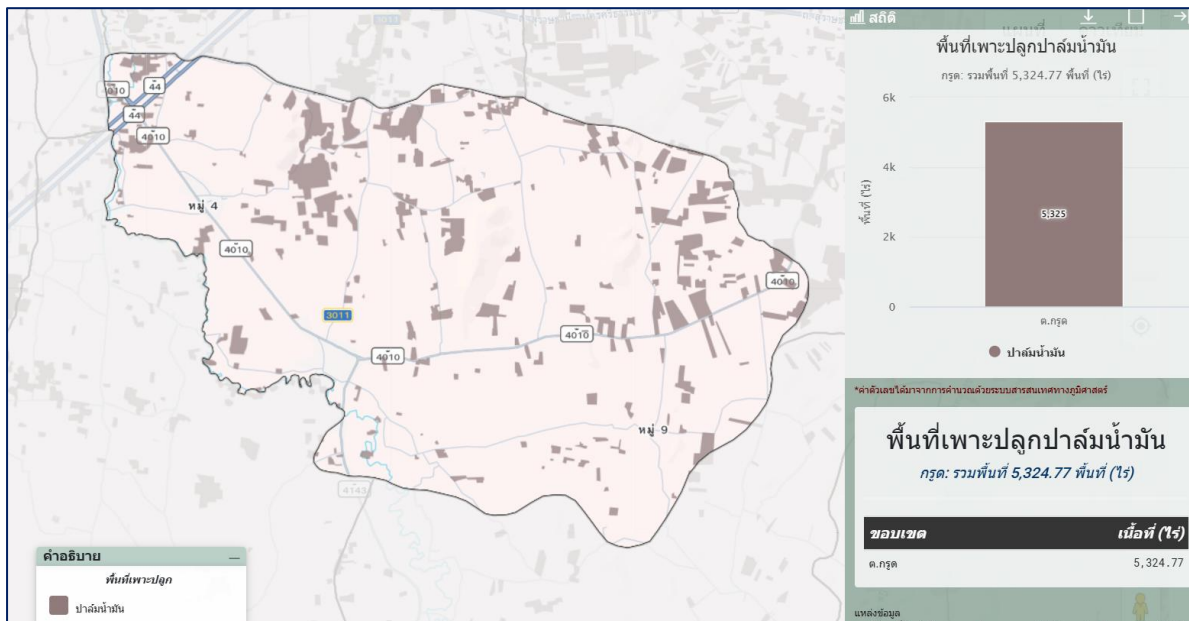 3011
44
4010
44
4010
หมู่ 4
4010
3011
4010
4010
4010
หมู่ 9
4143
คำอธิบาย
พื้นที่เพาะปลูก
ปาล์มน้ำมัน
สถิติ
แผนที่
พื้นที่เพาะปลูกปาล์มน้ำมัน
กรูด: รวมพื้นที่ 5,324.77 พื้นที่ (ไร่)
6k
4k
2k
0
พื้นที่ (ไร่)
5,325
ต.กรูด
ปาล์มน้ำมัน
*ค่าตัวเลขได้มาจากการคำนวณด้วยระบบสารสนเทศทางภูมิศาสตร์
พื้นที่เพาะปลูกปาล์มน้ำมัน
กรูด: รวมพื้นที่ 5,324.77 พื้นที่ (ไร่)
ขอบเขต เนื้อที่ (ไร่)
ต.กรูด 5,324.77
แหล่งข้อมูล